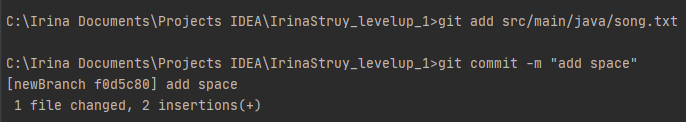 C:\Irina Documents\Projects IDEA\IrinaStruy_levelup_1>git add src/main/java/song.txt
C:\Irina Documents\Projects IDEA\IrinaStruy_levelup_1>git commit -m "add space"
[newBranch f0d5c80] add space
 1 file changed, 2 insertions(+)